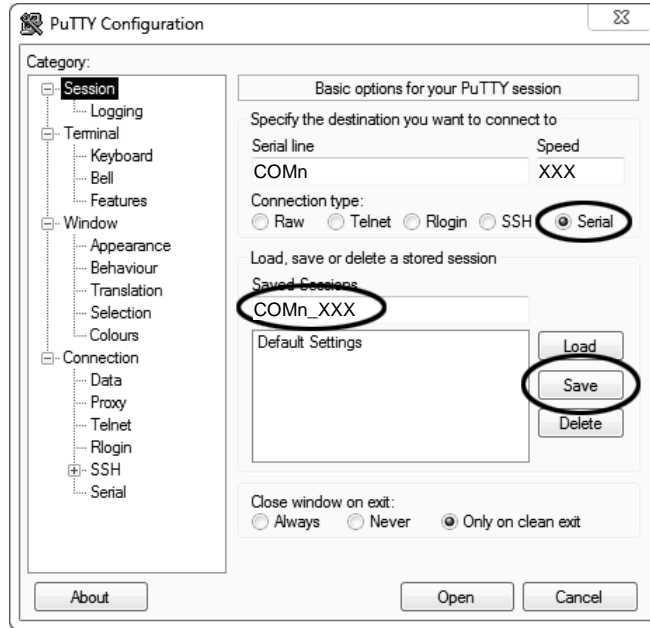 PuTTY Configuration
Category:
Session
Logging
Terminal
Keyboard
Bell
Features
Window
Appearance
Behaviour
Translation
Selection
Colours
Connection
Data
Proxy
Telnet
Rlogin
SSH
Serial
Basic options for your PuTTY session
Specify the destination you want to connect to
Serial line Speed
COMn XXX
Connection type:
Raw Telnet Rlogin SSH Serial
Load, save or delete a stored session
Saved Sessions
COMn_XXX
Default Settings
Load
Save
Delete
Close window on exit:
Always Never Only on clean exit
About Open Cancel